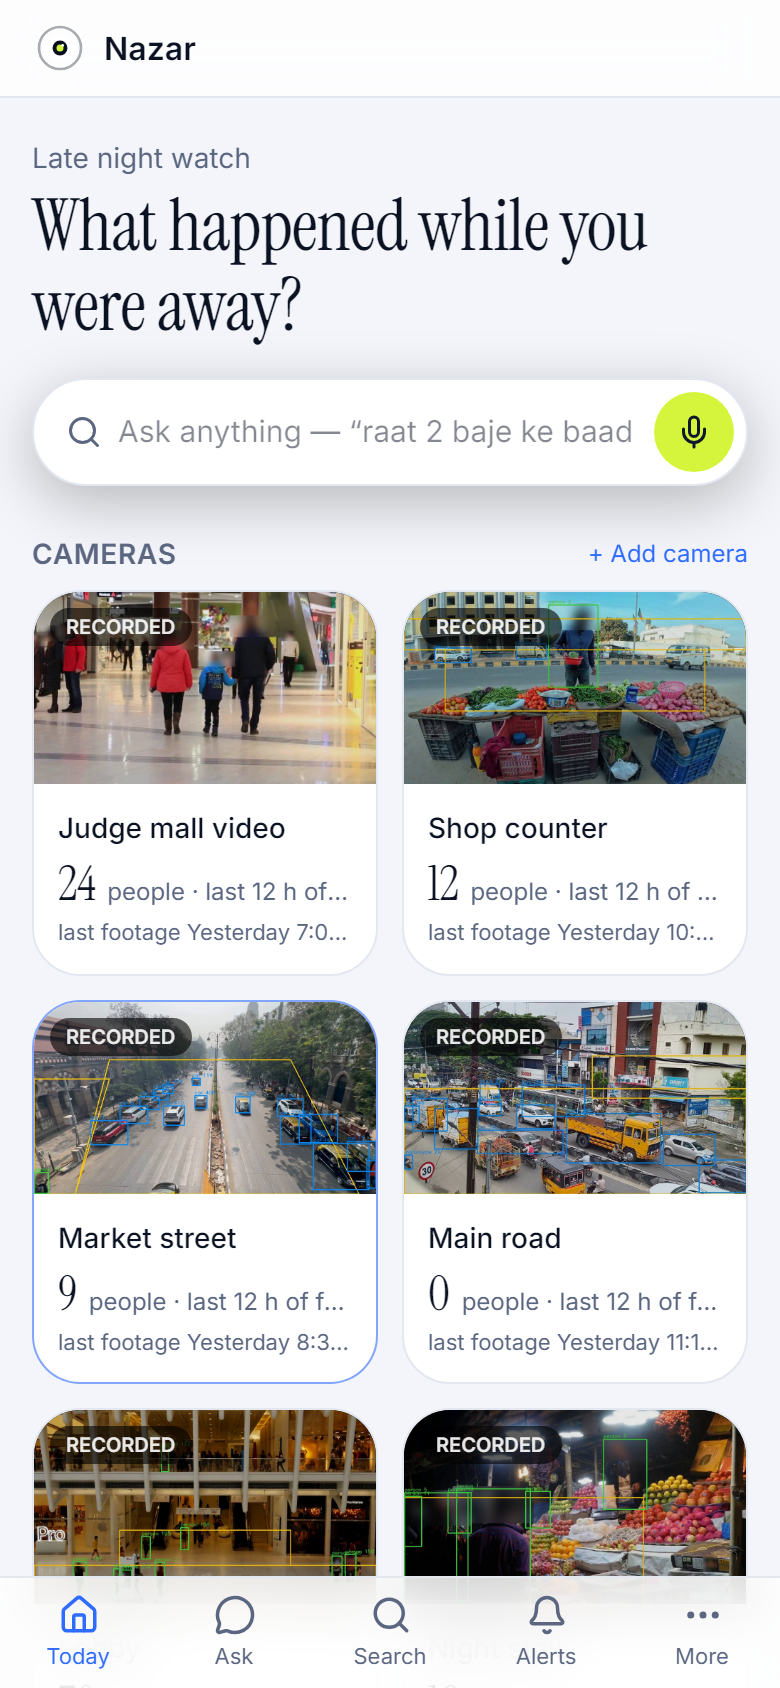 Nazar
Late night watch
What happened while you
were away?
Ask anything — “raat 2 baje ke baad
CAMERAS
+ Add camera
RECORDED
RECORDED
Judge mall video
24 people · last 12 h of...
last footage Yesterday 7:0...
Shop counter
12 people · last 12 h of ...
last footage Yesterday 10:...
RECORDED
RECORDED
30
Market street
9 people · last 12 h of f...
last footage Yesterday 8:3...
Main road
0 people · last 12 h of f...
last footage Yesterday 11:1...
RECORDED
RECORDED
Pro
Today
Ask
Search
Alerts
More